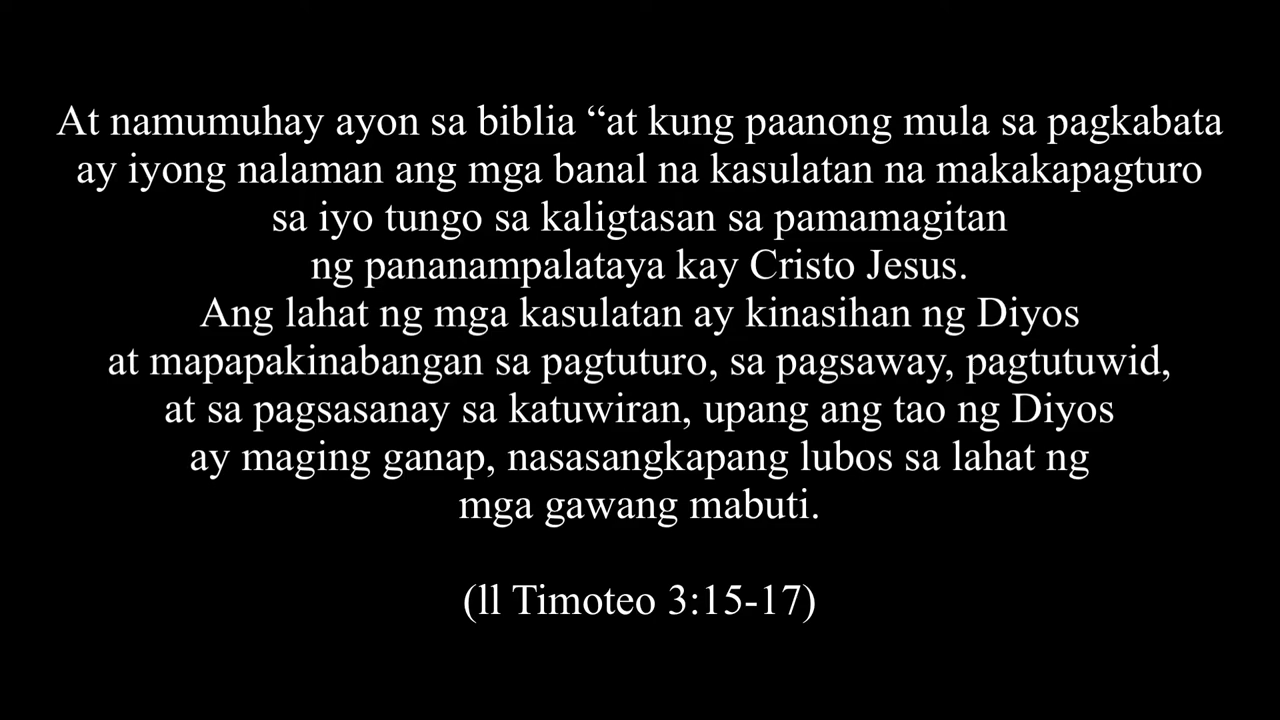 At namumuhay ayon sa biblia “at kung paanong mula sa pagkabata
ay iyong nalaman ang mga banal na kasulatan na makakapagturo
sa iyo tungo sa kaligtasan sa pamamagitan
ng pananampalataya kay Cristo Jesus.
Ang lahat ng mga kasulatan ay kinasihan ng Diyos
at mapapakinabangan sa pagtuturo, sa pagsaway, pagtutuwid,
at sa pagsasanay sa katuwiran, upang ang tao ng Diyos
ay maging ganap, nasasangkapang lubos sa lahat ng
mga gawang mabuti.
(ll Timoteo 3:15-17)